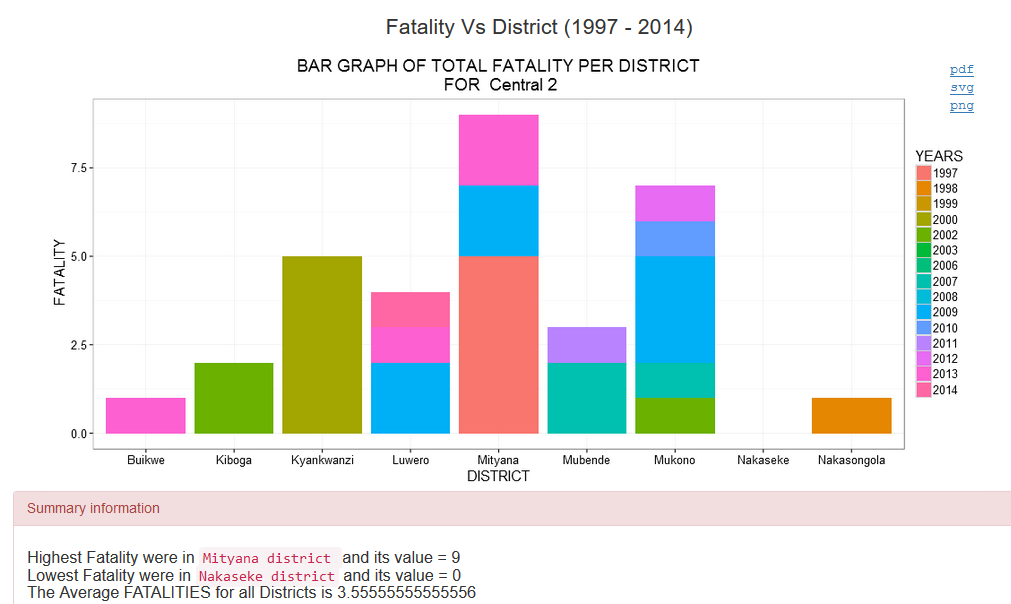 Fatality Vs District (1997 - 2014)
BAR GRAPH OF TOTAL FATALITY PER DISTRICT
FOR Central 2
pdf
svg
png
FATALITY
7.5
5.0
2.5
0.0
Buikwe Kiboga Kyankwanzi Luwero Mityana Mubende Mukono Nakaseke Nakasongola
DISTRICT
YEARS
1997
1998
1999
2000
2002
2003
2006
2007
2008
2009
2010
2011
2012
2013
2014
Summary information
Highest Fatality were in Mityana district and its value = 9
Lowest Fatality were in Nakaseke district and its value = 0
The Average FATALITIES for all Districts is 3.55555555555556